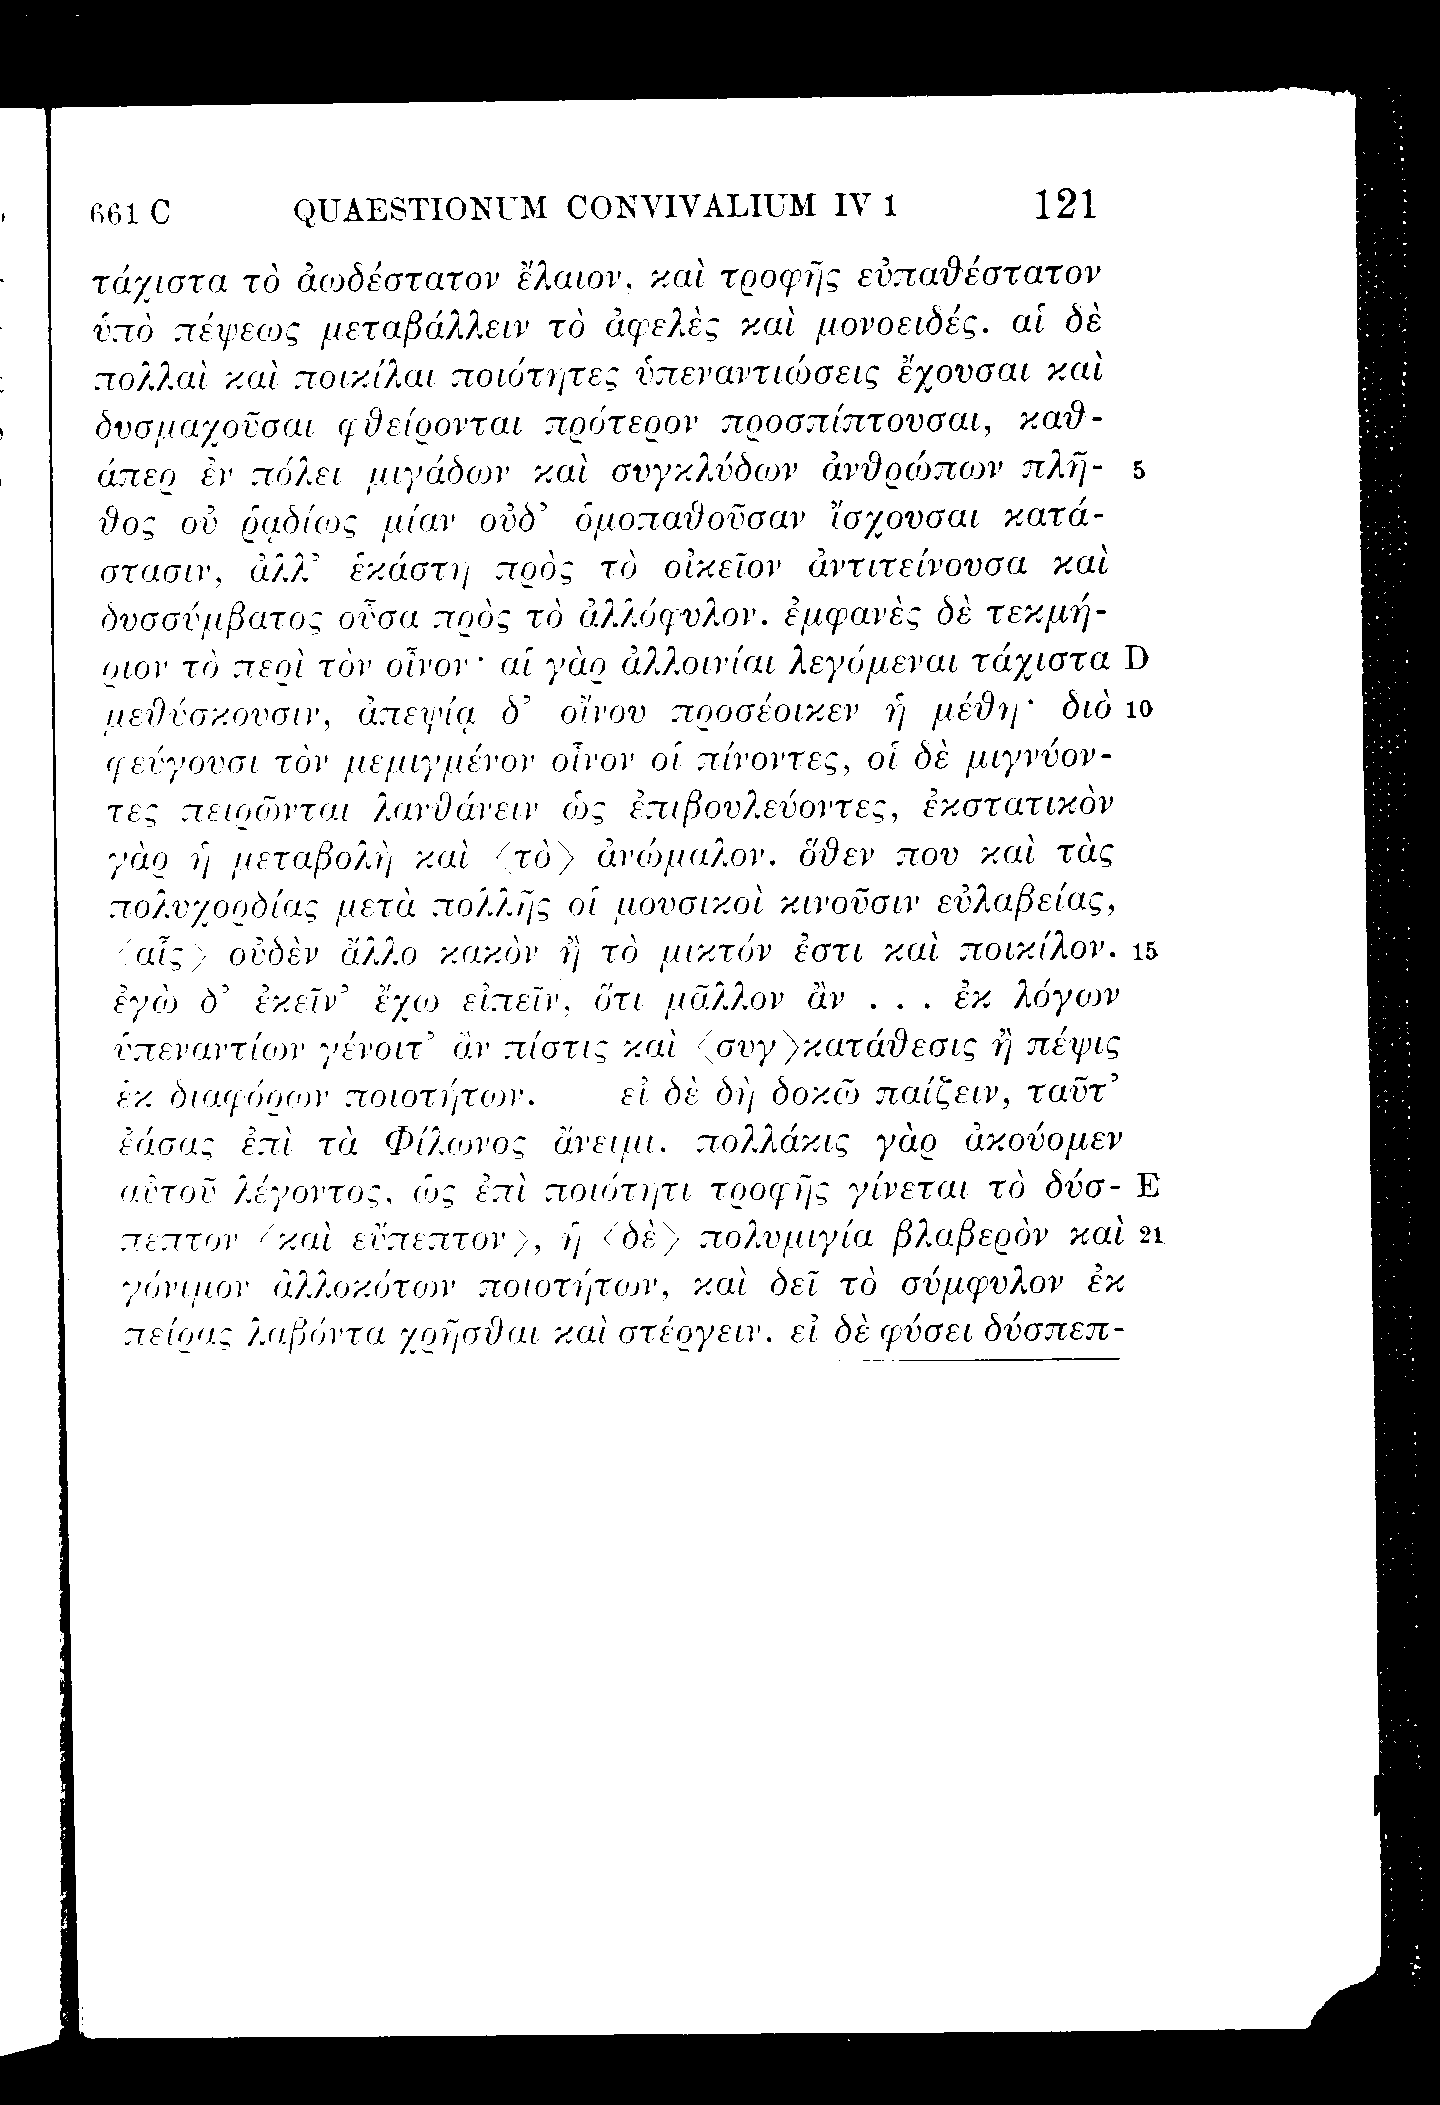 661 C QUAESTIONUM CONVIVALIUM IV 1 121
τάχιστα τὸ ἀωδέστατον ἔλαιον, καὶ τροφῆς εὐπαθέστατον
ὑπὸ πέψεως μεταβάλλειν τὸ ἀφελὲς καὶ μονοειδές. αἱ δὲ
πολλαὶ καὶ ποικίλαι ποιότητες ὑπεναντιώσεις ἔχουσαι καὶ
δυσμαχοῦσαι φθείρονται πρότερον προσπίπτουσαι, καθ-
άπερ ἐν πόλει μιγάδων καὶ συγκλύδων ἀνθρώπων πλῆ- 5
θος οὐ ῥᾳδίως μίαν οὐδ’ ὁμοπαθοῦσαν ἴσχουσαι κατά-
στασιν, ἀλλ’ ἑκάστη πρὸς τὸ οἰκεῖον ἀντιτείνουσα καὶ
δυσσύμβατος οὖσα πρὸς τὸ ἀλλόφυλον. ἐμφανὲς δὲ τεκμή-
ριον τὸ περὶ τὸν οἶνον· αἱ γὰρ ἀλλοινίαι λεγόμεναι τάχιστα D
μεθύσκουσιν, ἀπεψίᾳ δ’ οἴνου προσέοικεν ἡ μέθη· διὸ 10
φεύγουσι τὸν μεμιγμένον οἶνον οἱ πίνοντες, οἱ δὲ μιγνύον-
τες πειρῶνται λανθάνειν ὡς ἐπιβουλεύοντες, ἐκστατικὸν
γὰρ ἡ μεταβολὴ καὶ ⟨τὸ⟩ ἀνώμαλον. ὅθεν που καὶ τὰς
πολυχορδίας μετὰ πολλῆς οἱ μουσικοὶ κινοῦσιν εὐλαβείας,
⟨αἷς⟩ οὐδὲν ἄλλο κακὸν ἢ τὸ μικτόν ἐστι καὶ ποικίλον. 15
ἐγὼ δ’ ἐκεῖν’ ἔχω εἰπεῖν, ὅτι μᾶλλον ἂν . . . ἐκ λόγων
ὑπεναντίων γένοιτ’ ἂν πίστις καὶ ⟨συγ⟩κατάθεσις ἢ πέψις
ἐκ διαφόρων ποιοτήτων. εἰ δὲ δὴ δοκῶ παίζειν, ταῦτ’
ἐάσας ἐπὶ τὰ Φίλωνος ἄνειμι. πολλάκις γὰρ ἀκούομεν
αὐτοῦ λέγοντος, ὡς ἐπὶ ποιότητι τροφῆς γίνεται τὸ δύσ- E
πεπτον ⟨καὶ εὔπεπτον⟩, ἡ ⟨δὲ⟩ πολυμιγία βλαβερὸν καὶ 21
γόνιμον ἀλλοκότων ποιοτήτων, καὶ δεῖ τὸ σύμφυλον ἐκ
πείρας λαβόντα χρῆσθαι καὶ στέργειν. εἰ δὲ φύσει δύσπεπ-